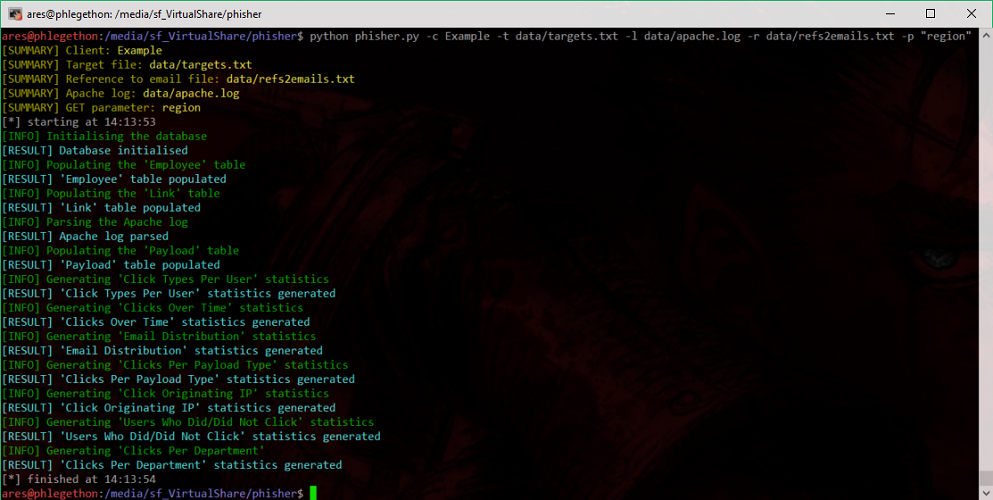 ares@phlegethon: /media/sf_VirtualShare/phisher
ares@phlegethon:/media/sf_VirtualShare/phisher$ python phisher.py -c Example -t data/targets.txt -l data/apache.log -r data/refs2emails.txt -p "region"
[SUMMARY] Client: Example
[SUMMARY] Target file: data/targets.txt
[SUMMARY] Reference to email file: data/refs2emails.txt
[SUMMARY] Apache log: data/apache.log
[SUMMARY] GET parameter: region
[*] starting at 14:13:53
[INFO] Initialising the database
[RESULT] Database initialised
[INFO] Populating the 'Employee' table
[RESULT] 'Employee' table populated
[INFO] Populating the 'Link' table
[RESULT] 'Link' table populated
[INFO] Parsing the Apache log
[RESULT] Apache log parsed
[INFO] Populating the 'Payload' table
[RESULT] 'Payload' table populated
[INFO] Generating 'Click Types Per User' statistics
[RESULT] 'Click Types Per User' statistics generated
[INFO] Generating 'Clicks Over Time' statistics
[RESULT] 'Clicks Over Time' statistics generated
[INFO] Generating 'Email Distribution' statistics
[RESULT] 'Email Distribution' statistics generated
[INFO] Generating 'Clicks Per Payload Type' statistics
[RESULT] 'Clicks Per Payload Type' statistics generated
[INFO] Generating 'Click Originating IP' statistics
[RESULT] 'Click Originating IP' statistics generated
[INFO] Generating 'Users Who Did/Did Not Click' statistics
[RESULT] 'Users Who Did/Did Not Click' statistics generated
[INFO] Generating 'Clicks Per Department'
[RESULT] 'Clicks Per Department' statistics generated
[*] finished at 14:13:54
ares@phlegethon:/media/sf_VirtualShare/phisher$